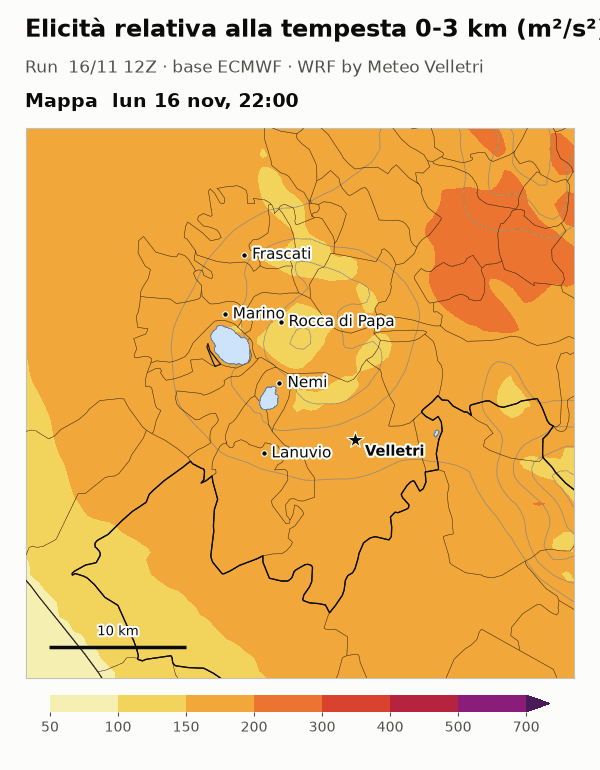 Elicità relativa alla tempesta 0-3 km (m²/s²)
Run 16/11 12Z · base ECMWF · WRF by Meteo Velletri
Mappa lun 16 nov, 22:00
Frascati
Marino
Rocca di Papa
Nemi
Velletri
Lanuvio
10 km
50 100 150 200 300 400 500 700